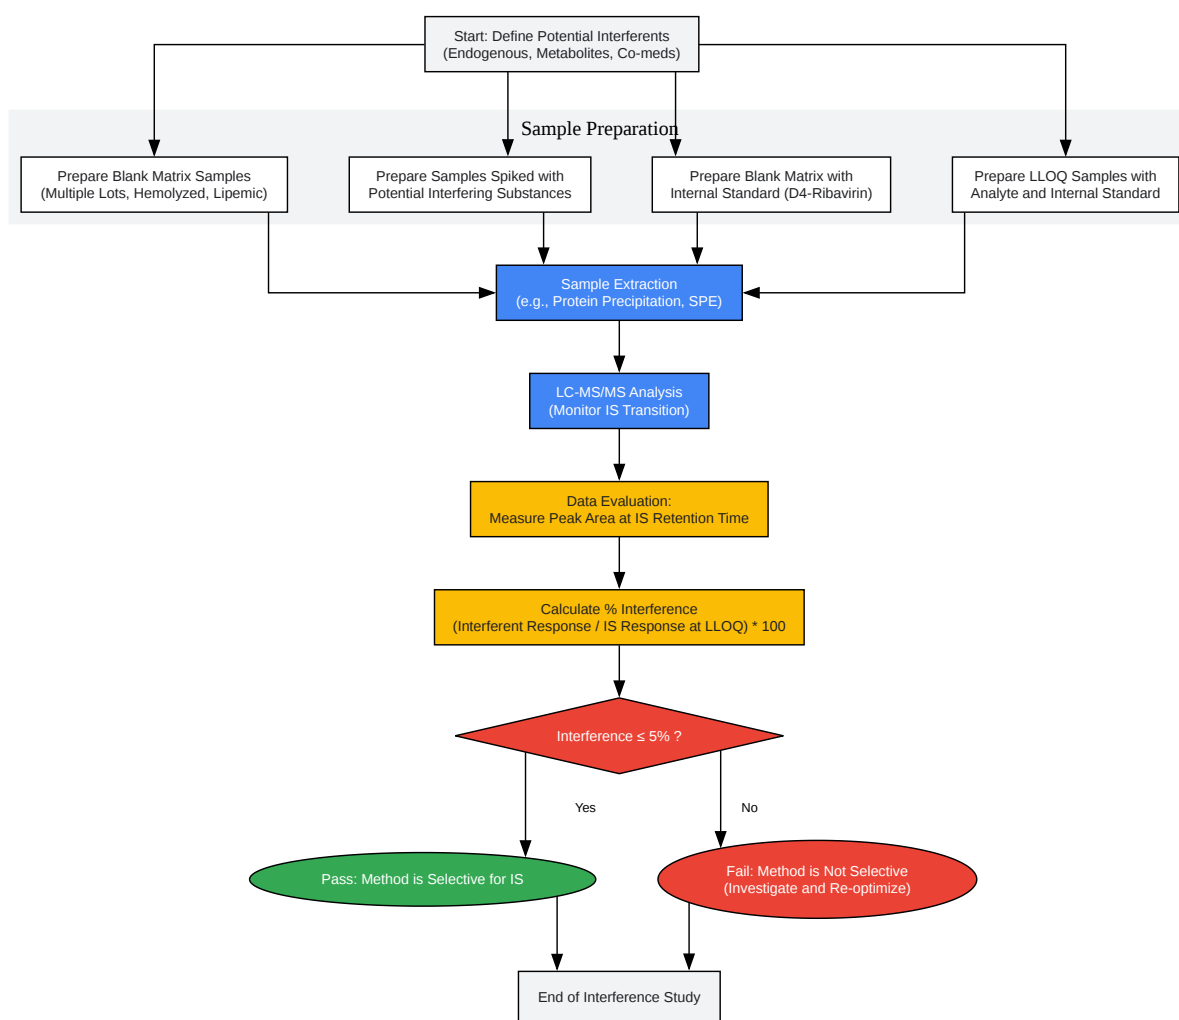 Start: Define Potential Interferents
(Endogenous, Metabolites, Co-meds)
Sample Preparation
Prepare Blank Matrix Samples
(Multiple Lots, Hemolyzed, Lipemic)
Prepare Samples Spiked with
Potential Interfering Substances
Prepare Blank Matrix with
Internal Standard (D4-Ribavirin)
Prepare LLOQ Samples with
Analyte and Internal Standard
Sample Extraction
(e.g., Protein Precipitation, SPE)
LC-MS/MS Analysis
(Monitor IS Transition)
Data Evaluation:
Measure Peak Area at IS Retention Time
Calculate % Interference
(Interferent Response / IS Response at LLOQ) * 100
Interference ≤ 5% ?
Yes
No
Pass: Method is Selective for IS
Fail: Method is Not Selective
(Investigate and Re-optimize)
End of Interference Study